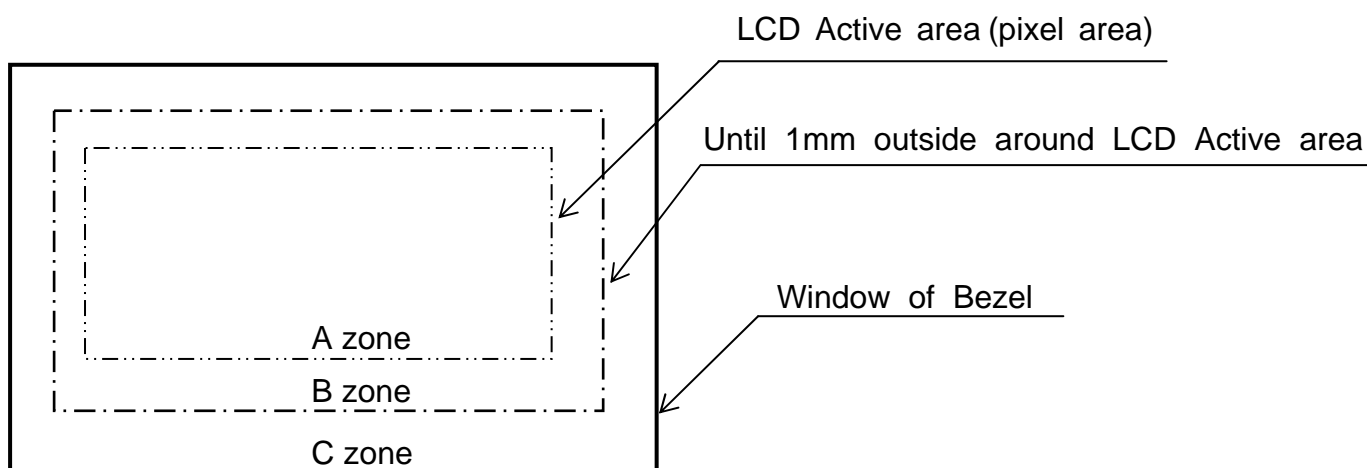 LCD Active area (pixel area)
Until 1mm outside around LCD Active area
Window of Bezel
A zone
B zone
C zone